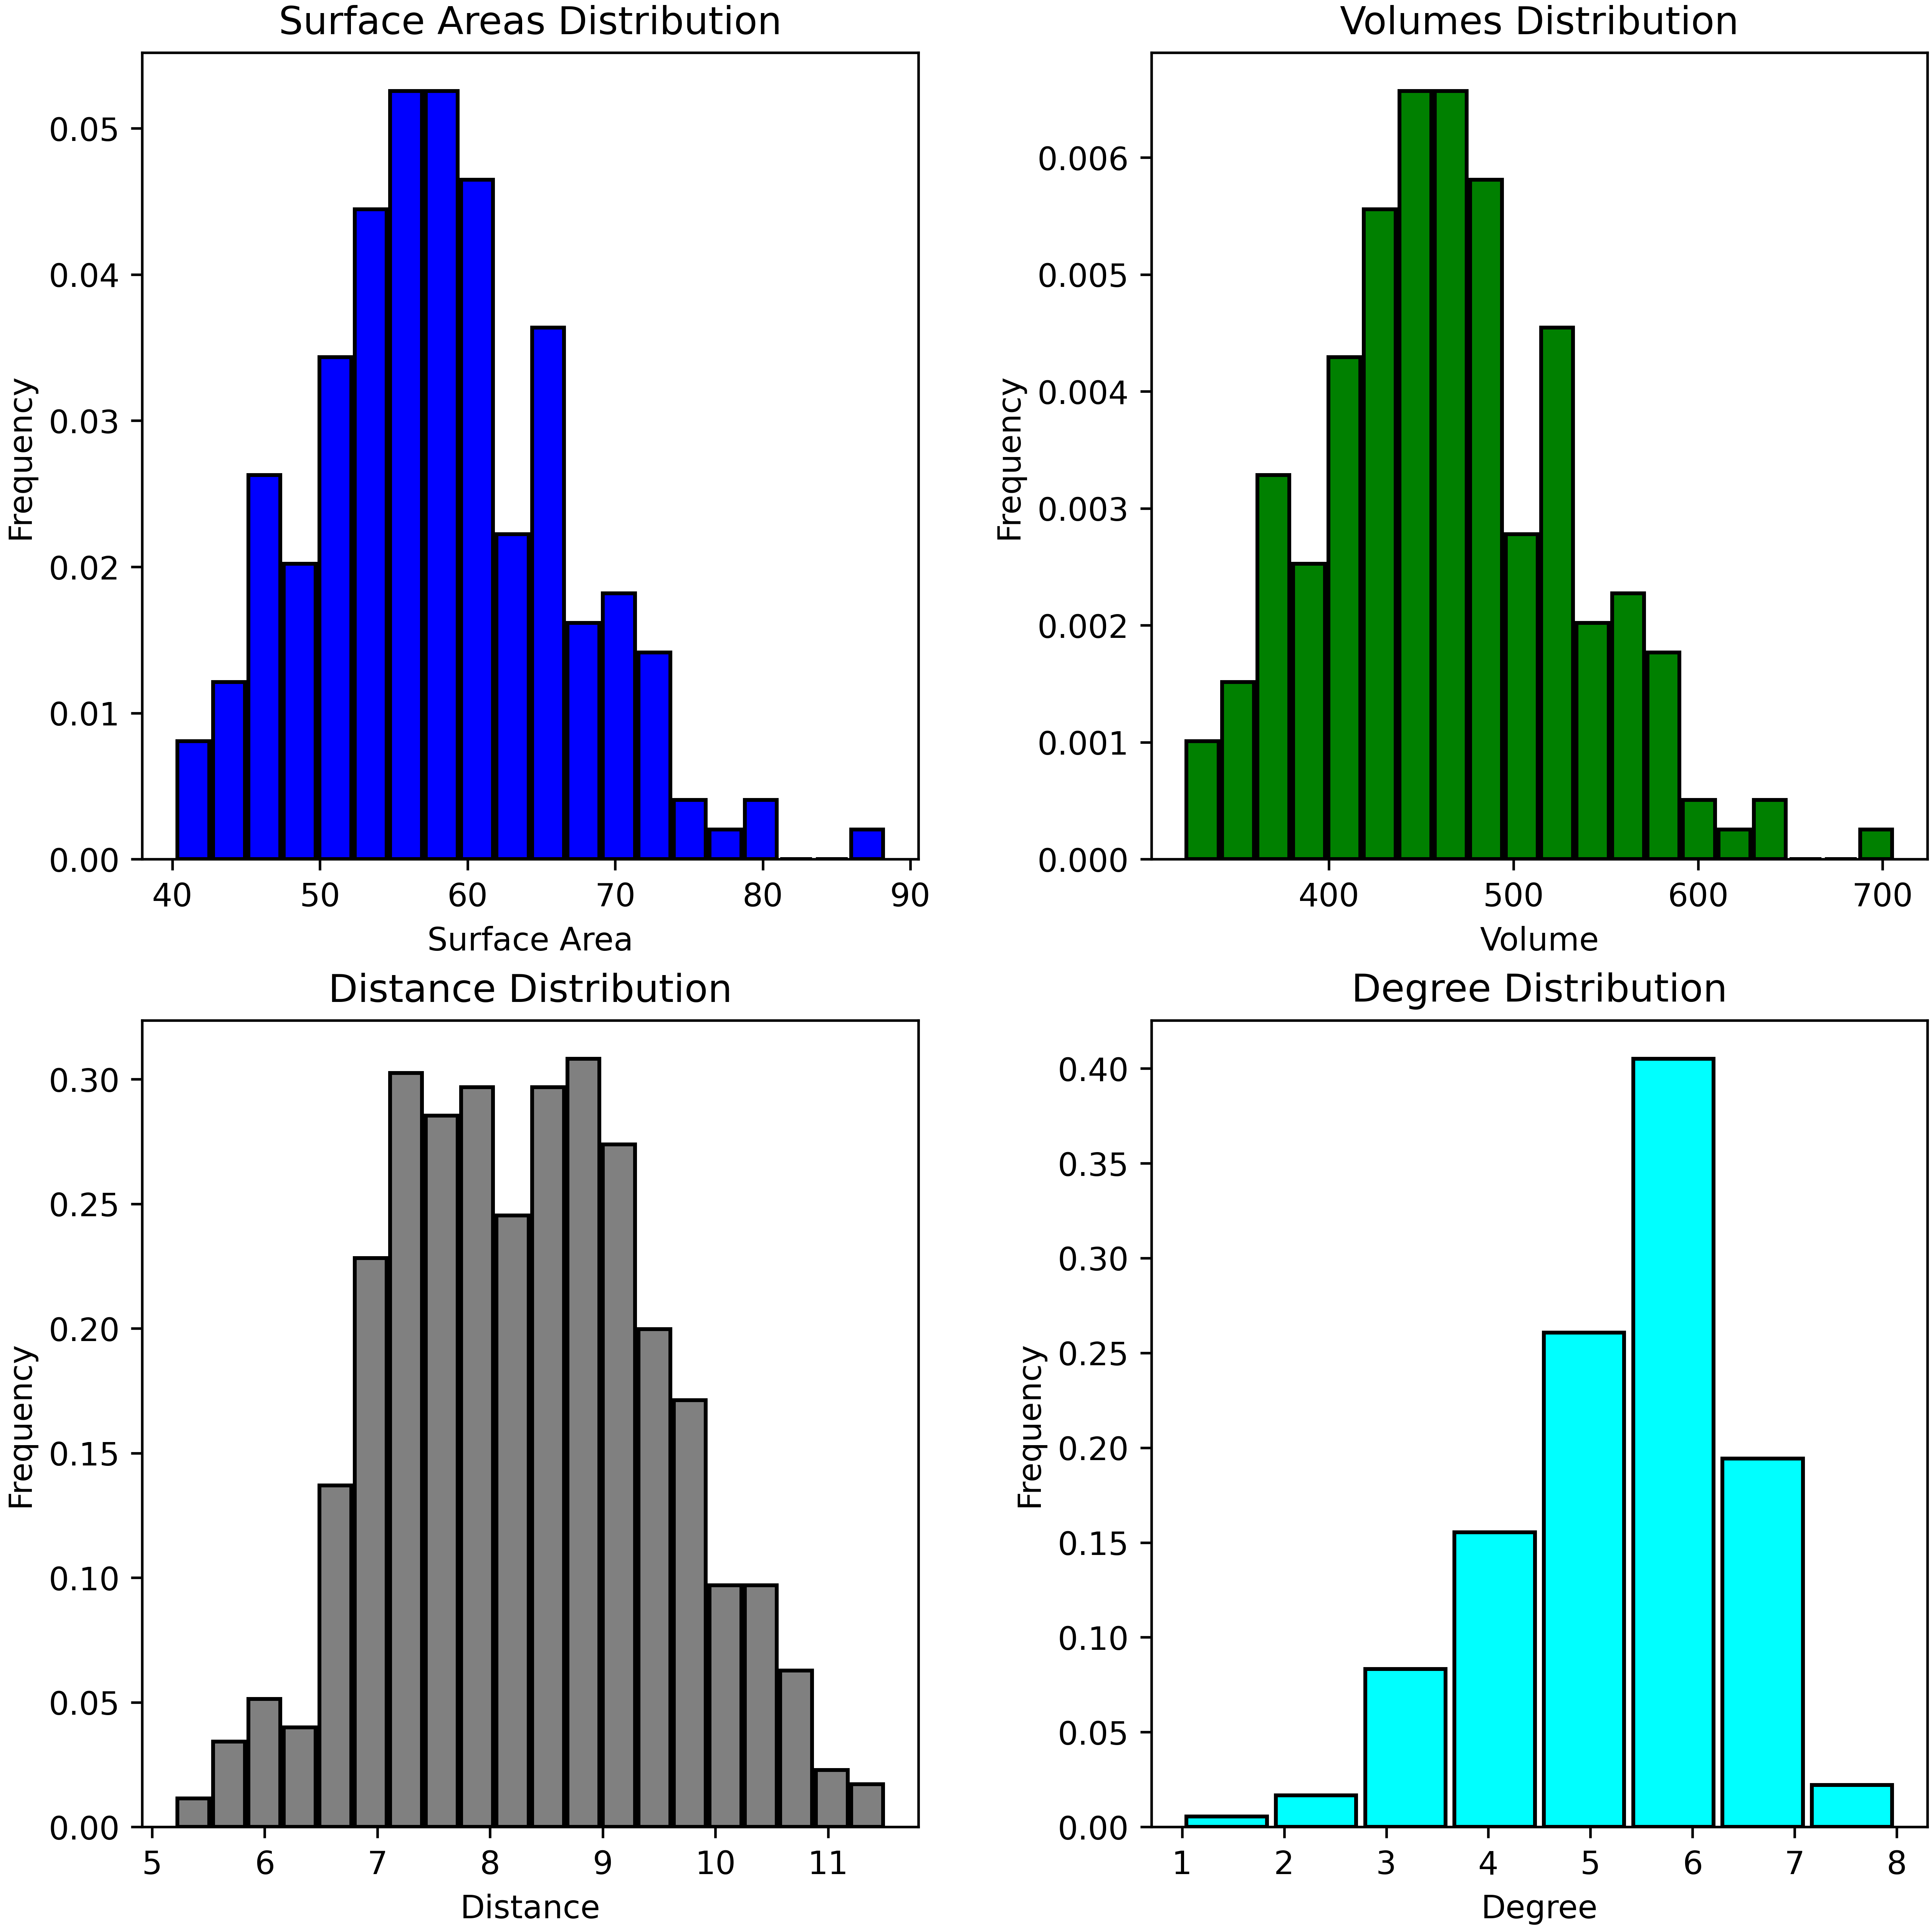 Surface Areas Distribution
Frequency
0.05
0.04
0.03
0.02
0.01
0.00
40 50 60 70 80 90
Surface Area
Volumes Distribution
Frequency
0.006
0.005
0.004
0.003
0.002
0.001
0.000
400 500 600 700
Volume
Distance Distribution
Frequency
0.30
0.25
0.20
0.15
0.10
0.05
0.00
5 6 7 8 9 10 11
Distance
Degree Distribution
Frequency
0.40
0.35
0.30
0.25
0.20
0.15
0.10
0.05
0.00
1 2 3 4 5 6 7 8
Degree